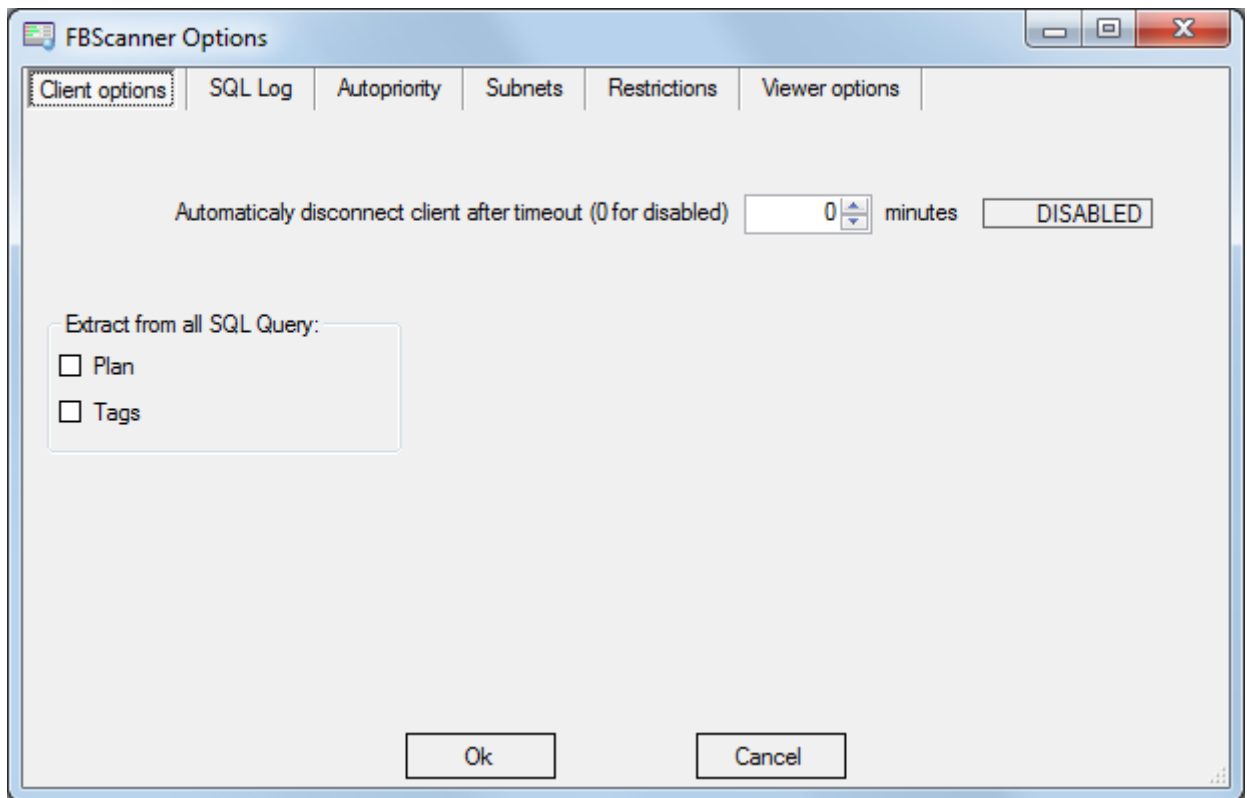 FBScanner Options
Client options SQL Log Autopriority Subnets Restrictions Viewer options
Automaticaly disconnect client after timeout (0 for disabled) 0 minutes DISABLED
Extract from all SQL Query:
Plan
Tags
Ok Cancel